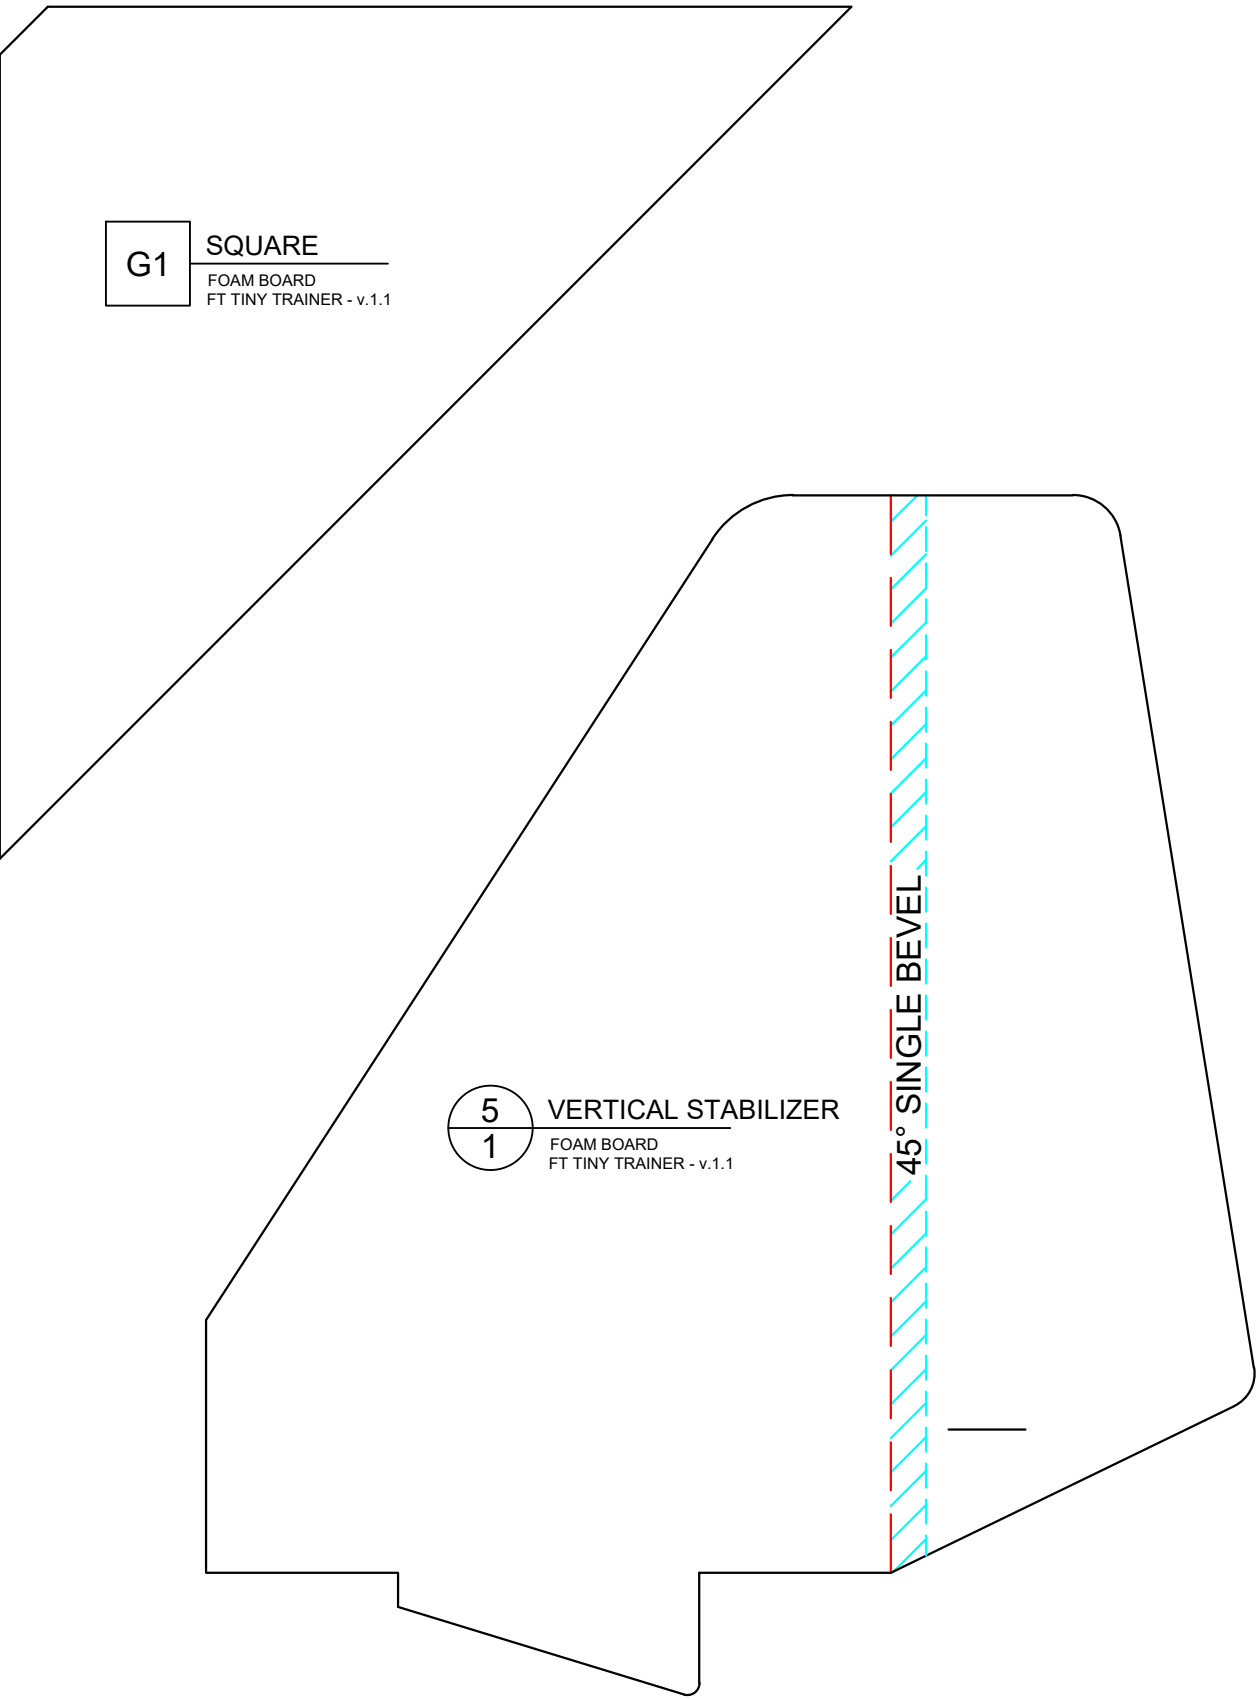 G1
SQUARE
FOAM BOARD
FT TINY TRAINER - v.1.1
45° SINGLE BEVEL
5
1
VERTICAL STABILIZER
FOAM BOARD
FT TINY TRAINER - v.1.1